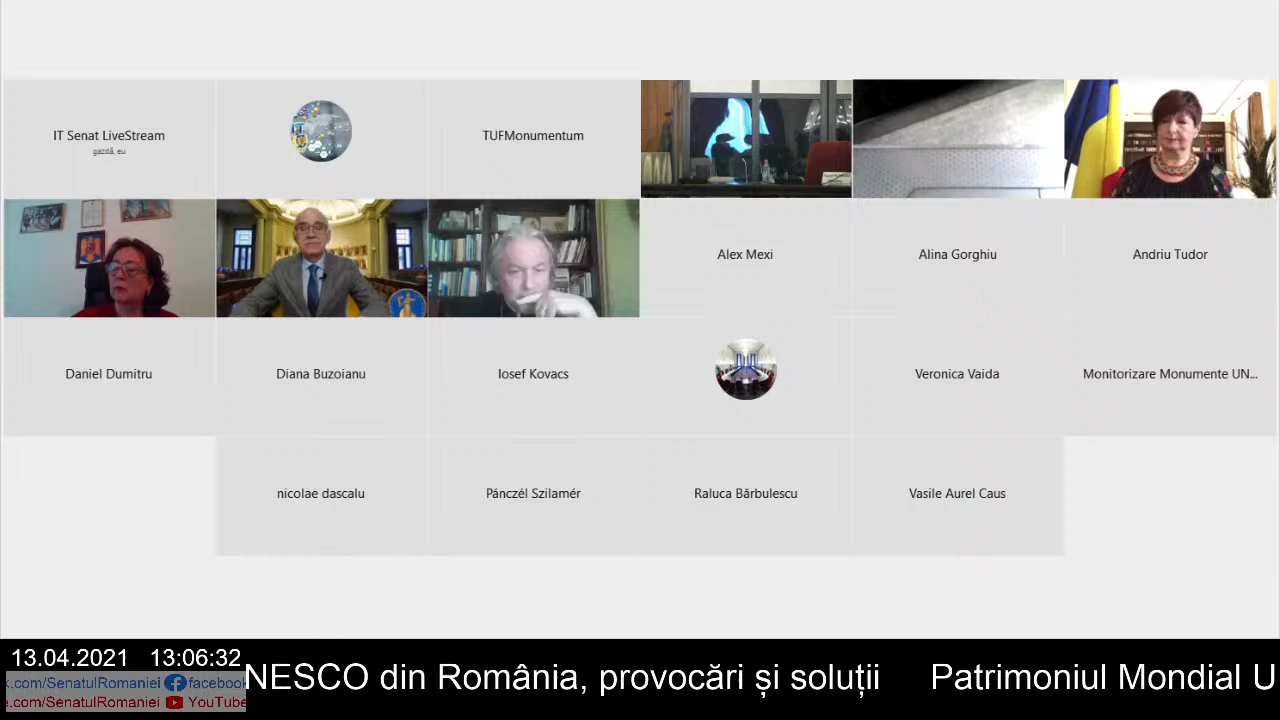 IT Senat LiveStream
gazdă, eu
TUFMonumentum
Alex Mexi
Alina Gorghiu
Andriu Tudor
Daniel Dumitru
Diana Buzoianu
Iosef Kovacs
Veronica Vaida
Monitorizare Monumente UN...
nicolae dascalu
Pánczél Szilamér
Raluca Bărbulescu
Vasile Aurel Caus
13.04.2021 13:06:32
k.com/SenatulRomaniei facebook
e.com/SenatulRomaniei YouTube
NESCO din România, provocări și soluții Patrimoniul Mondial U